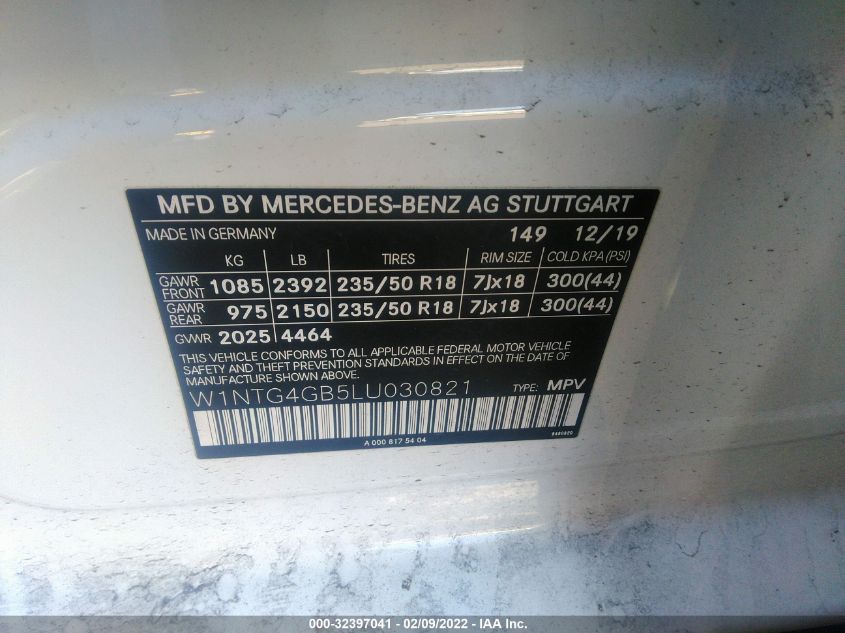 MFD BY MERCEDES-BENZ AG STUTTGART
MADE IN GERMANY 149 12/19
KG LB TIRES RIM SIZE COLD KPA (PSI)
GAWR FRONT 1085 2392 235/50 R18 7Jx18 300(44)
GAWR REAR 975 2150 235/50 R18 7Jx18 300(44)
GVWR 2025 4464
THIS VEHICLE CONFORMS TO ALL APPLICABLE FEDERAL MOTOR VEHICLE
SAFETY AND THEFT PREVENTION STANDARDS IN EFFECT ON THE DATE OF
MANUFACTURE SHOWN.
W1NTG4GB5LU030821 TYPE: MPV
A 000 817 54 04
000-32397041 - 02/09/2022 - IAA Inc.